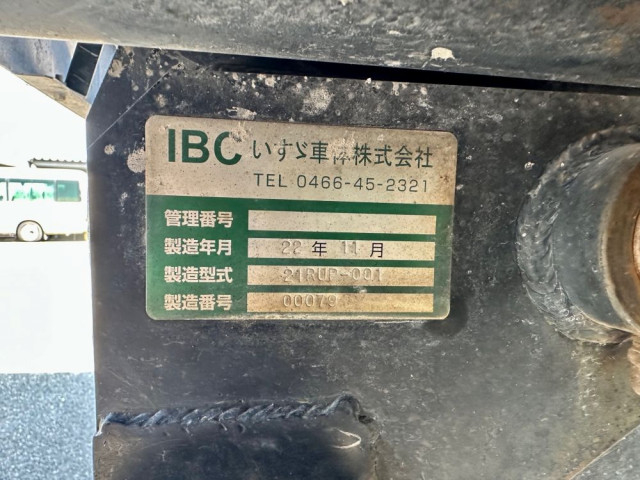 IBC いすゞ車体株式会社
TEL 0466-45-2321
管理番号
製造年月 22 年 11 月
製造型式 21RUP-001
製造番号 00079